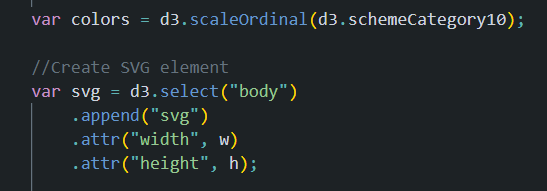 var colors = d3.scaleOrdinal(d3.schemeCategory10);
//Create SVG element
var svg = d3.select("body")
.append("svg")
.attr("width", w)
.attr("height", h);